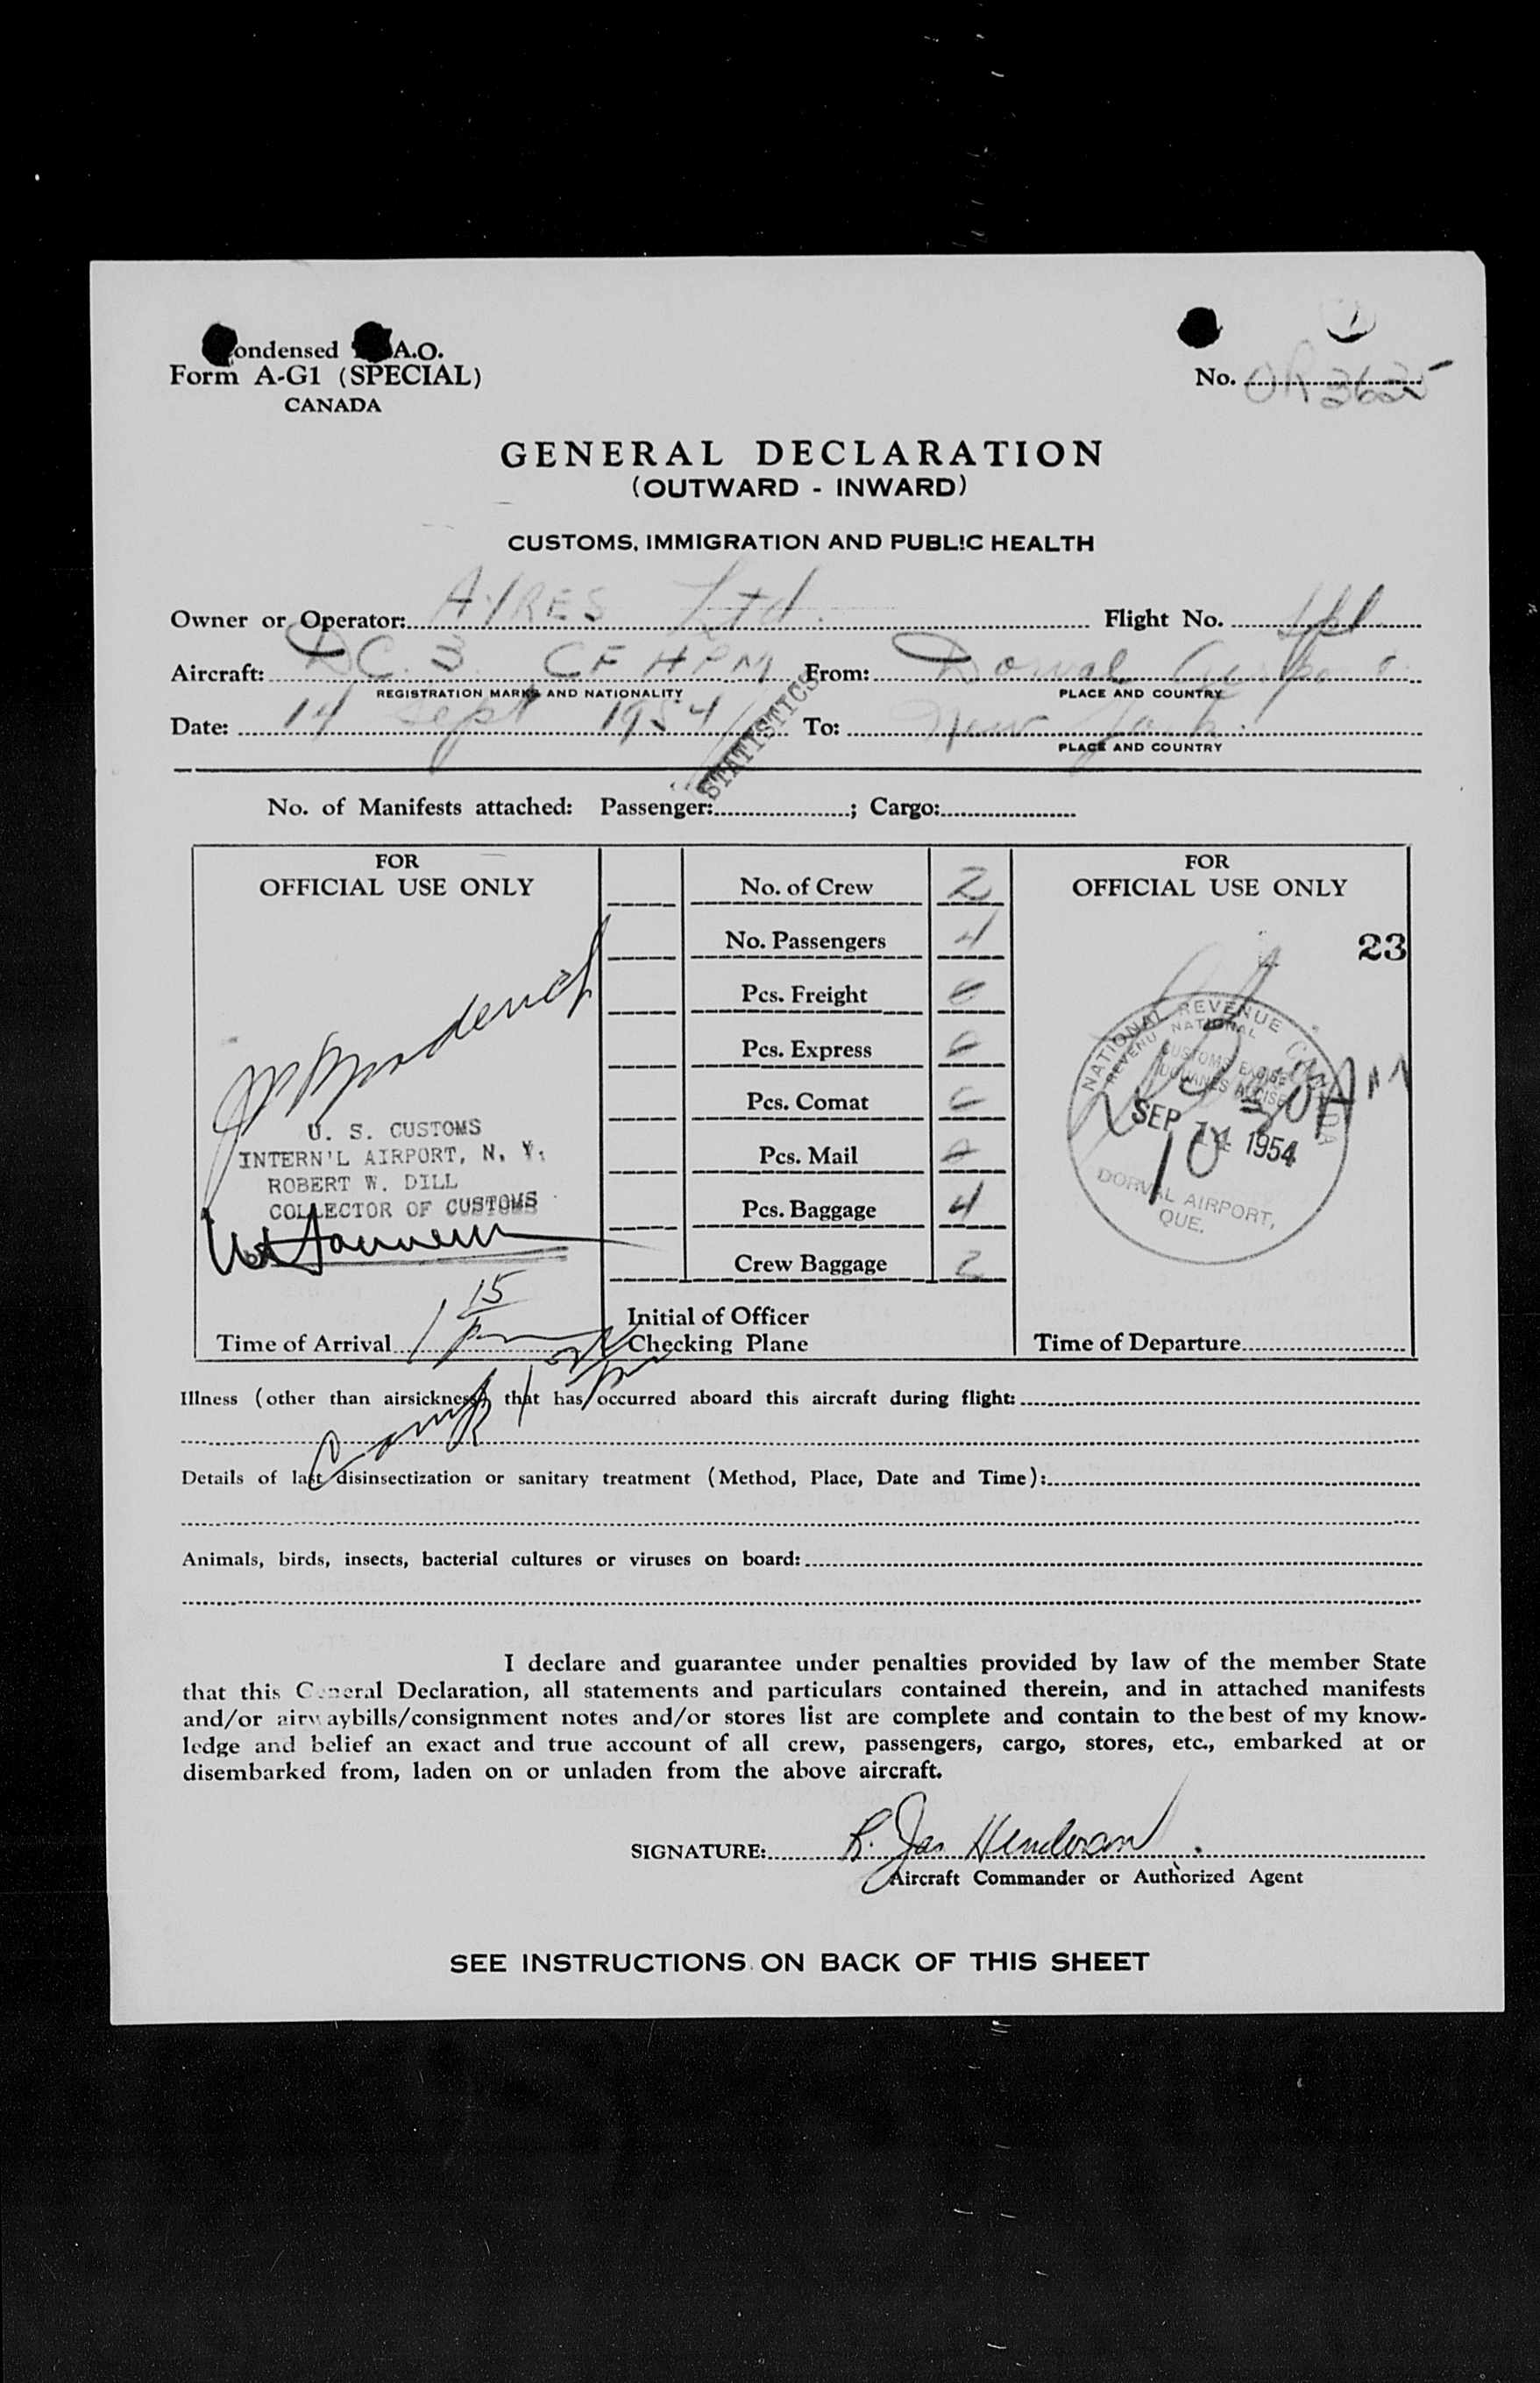 ondensed A.O.
Form A-G1 (SPECIAL)
CANADA
No. OR 3625
GENERAL DECLARATION
(OUTWARD - INWARD)
CUSTOMS, IMMIGRATION AND PUBLIC HEALTH
Owner or Operator: AYRES Ltd. Flight No. Spl
Aircraft: DC.3 CF HPM From: Dorval
REGISTRATION MARKS AND NATIONALITY PLACE AND COUNTRY
Date: 14 Sept 1954 To: New York
PLACE AND COUNTRY
STATISTICS
No. of Manifests attached: Passenger: ; Cargo:
FOR
OFFICIAL USE ONLY
U. S. CUSTOMS
INTERN'L AIRPORT, N. Y.
ROBERT W. DILL
COLLECTOR OF CUSTOMS
Time of Arrival 1 15 pm
No. of Crew 2
No. Passengers 4
Pcs. Freight
Pcs. Express
Pcs. Comat
Pcs. Mail
Pcs. Baggage 4
Crew Baggage 2
Initial of Officer
Checking Plane
FOR
OFFICIAL USE ONLY
23
NATIONAL REVENUE CANADA
REVENU NATIONAL
CUSTOMS EXCISE
DOUANES ACCISE
SEP 14 1954
DORVAL AIRPORT,
QUE.
Time of Departure
Illness (other than airsickness) that has occurred aboard this aircraft during flight:
Details of last disinsectization or sanitary treatment (Method, Place, Date and Time):
Animals, birds, insects, bacterial cultures or viruses on board:
I declare and guarantee under penalties provided by law of the member State
that this General Declaration, all statements and particulars contained therein, and in attached manifests
and/or airwaybills/consignment notes and/or stores list are complete and contain to the best of my know-
ledge and belief an exact and true account of all crew, passengers, cargo, stores, etc., embarked at or
disembarked from, laden on or unladen from the above aircraft.
SIGNATURE: R. Jas Henderson
Aircraft Commander or Authorized Agent
SEE INSTRUCTIONS ON BACK OF THIS SHEET